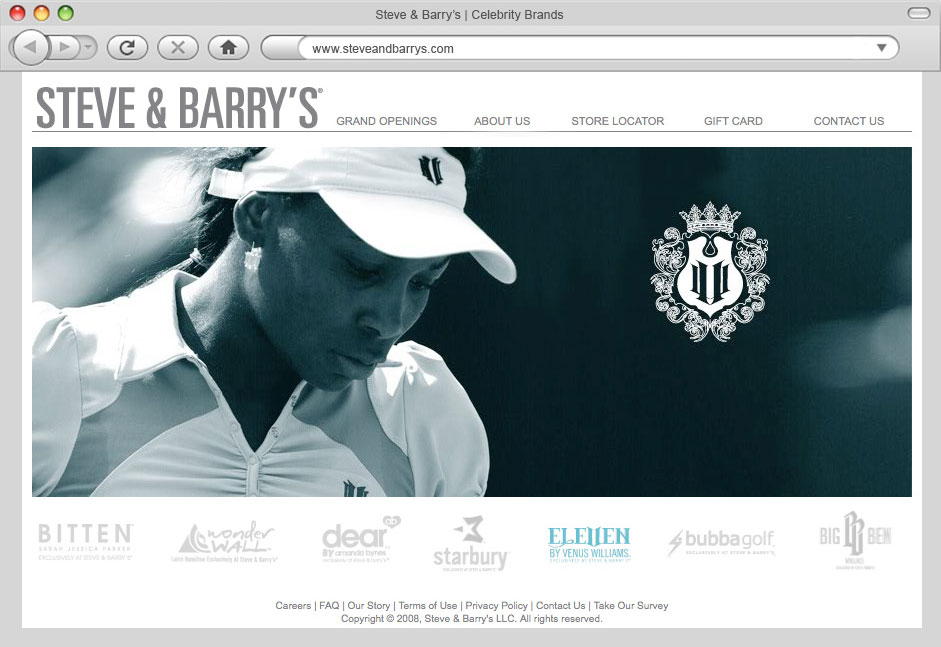 Steve & Barry's | Celebrity Brands
www.steveandbarrys.com
STEVE & BARRY'S®
GRAND OPENINGS ABOUT US STORE LOCATOR GIFT CARD CONTACT US
BITTEN™
SARAH JESSICA PARKER
EXCLUSIVELY AT STEVE & BARRY'S®
wonder
WALL
Laird Hamilton Exclusively At Steve & Barry's®
dear
BY amanda bynes
exclusively at steve & barry's®
starbury
EXCLUSIVELY AT STEVE & BARRY'S
ELEVEN
BY VENUS WILLIAMS.
EXCLUSIVELY AT STEVE & BARRY'S®
bubbagolf
EXCLUSIVELY AT STEVE & BARRY'S
BIG BEN
Careers | FAQ | Our Story | Terms of Use | Privacy Policy | Contact Us | Take Our Survey
Copyright © 2008, Steve & Barry's LLC. All rights reserved.